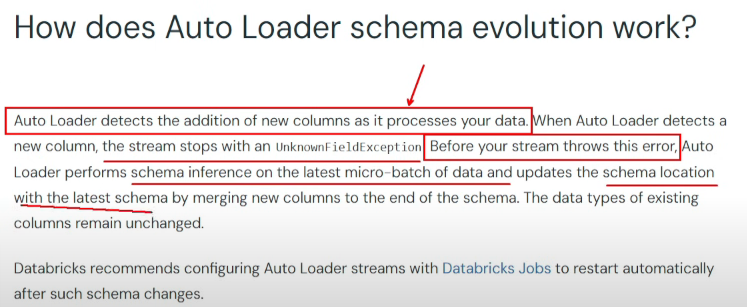 How does Auto Loader schema evolution work?
Auto Loader detects the addition of new columns as it processes your data. When Auto Loader detects a
new column, the stream stops with an UnknownFieldException. Before your stream throws this error, Auto
Loader performs schema inference on the latest micro-batch of data and updates the schema location
with the latest schema by merging new columns to the end of the schema. The data types of existing
columns remain unchanged.
Databricks recommends configuring Auto Loader streams with Databricks Jobs to restart automatically
after such schema changes.